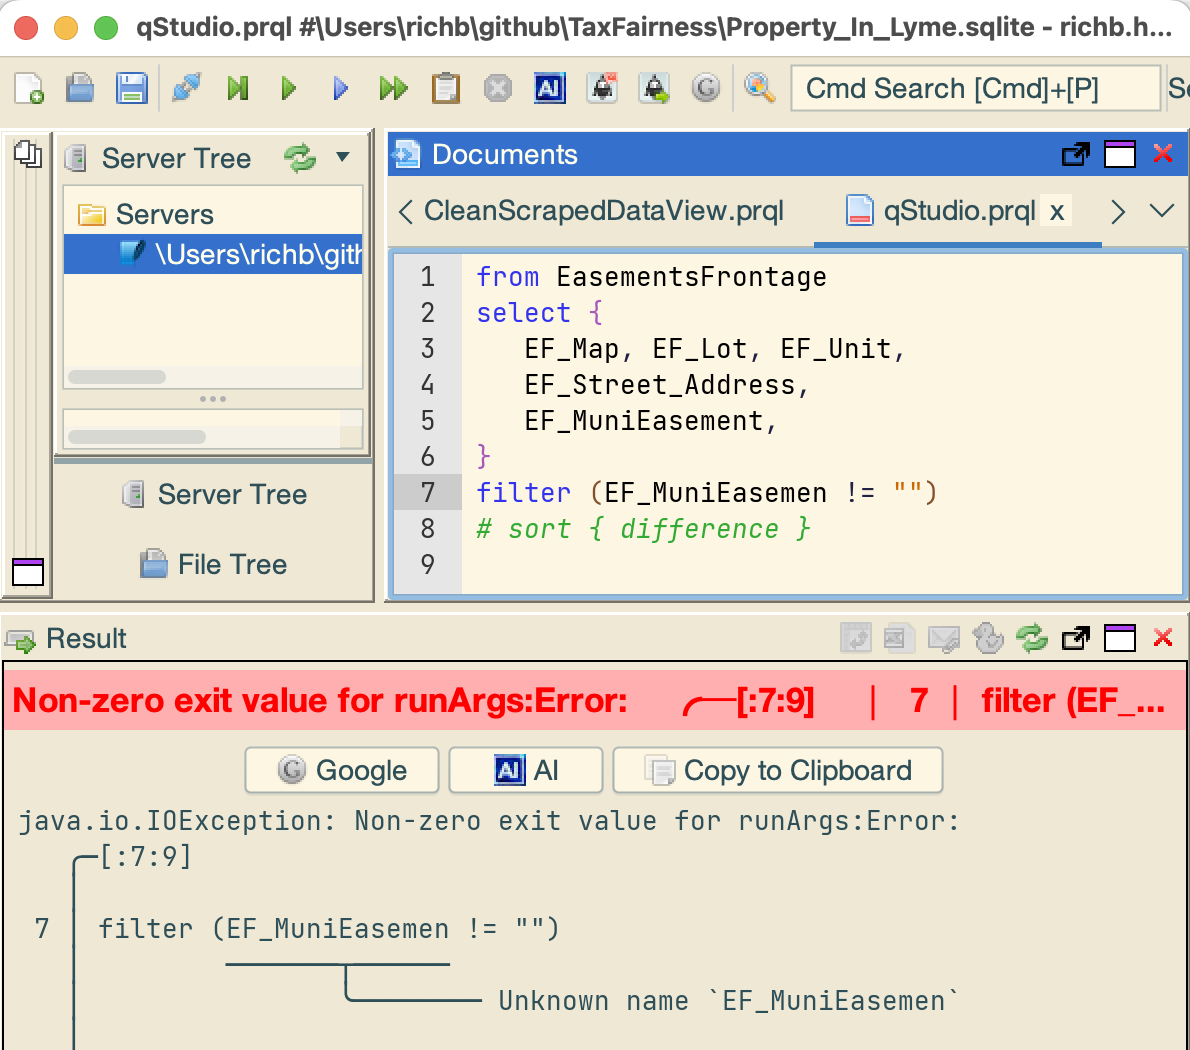 qStudio.prql #\Users\richb\github\TaxFairness\Property_In_Lyme.sqlite - richb.h...
AI
G
Cmd Search [Cmd]+[P]
Se
Server Tree
Servers
\Users\richb\gith
Server Tree
File Tree
Documents
CleanScrapedDataView.prql
qStudio.prql x
1 from EasementsFrontage
2 select {
3 EF_Map, EF_Lot, EF_Unit,
4 EF_Street_Address,
5 EF_MuniEasement,
6 }
7 filter (EF_MuniEasemen != "")
8 # sort { difference }
9
Result
Non-zero exit value for runArgs:Error: ╭─[:7:9] | 7 | filter (EF_...
G Google
AI AI
Copy to Clipboard
java.io.IOException: Non-zero exit value for runArgs:Error:
╭─[:7:9]
│
7 │ filter (EF_MuniEasemen != "")
│ ───────┬──────
│ ╰──────── Unknown name `EF_MuniEasemen`